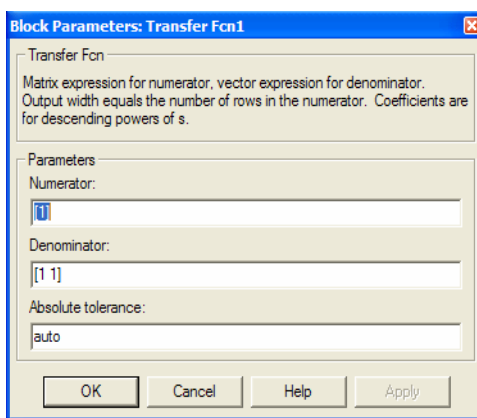 Block Parameters: Transfer Fcn1
Transfer Fcn
Matrix expression for numerator, vector expression for denominator.
Output width equals the number of rows in the numerator. Coefficients are
for descending powers of s.
Parameters
Numerator:
[1]
Denominator:
[1 1]
Absolute tolerance:
auto
OK Cancel Help Apply